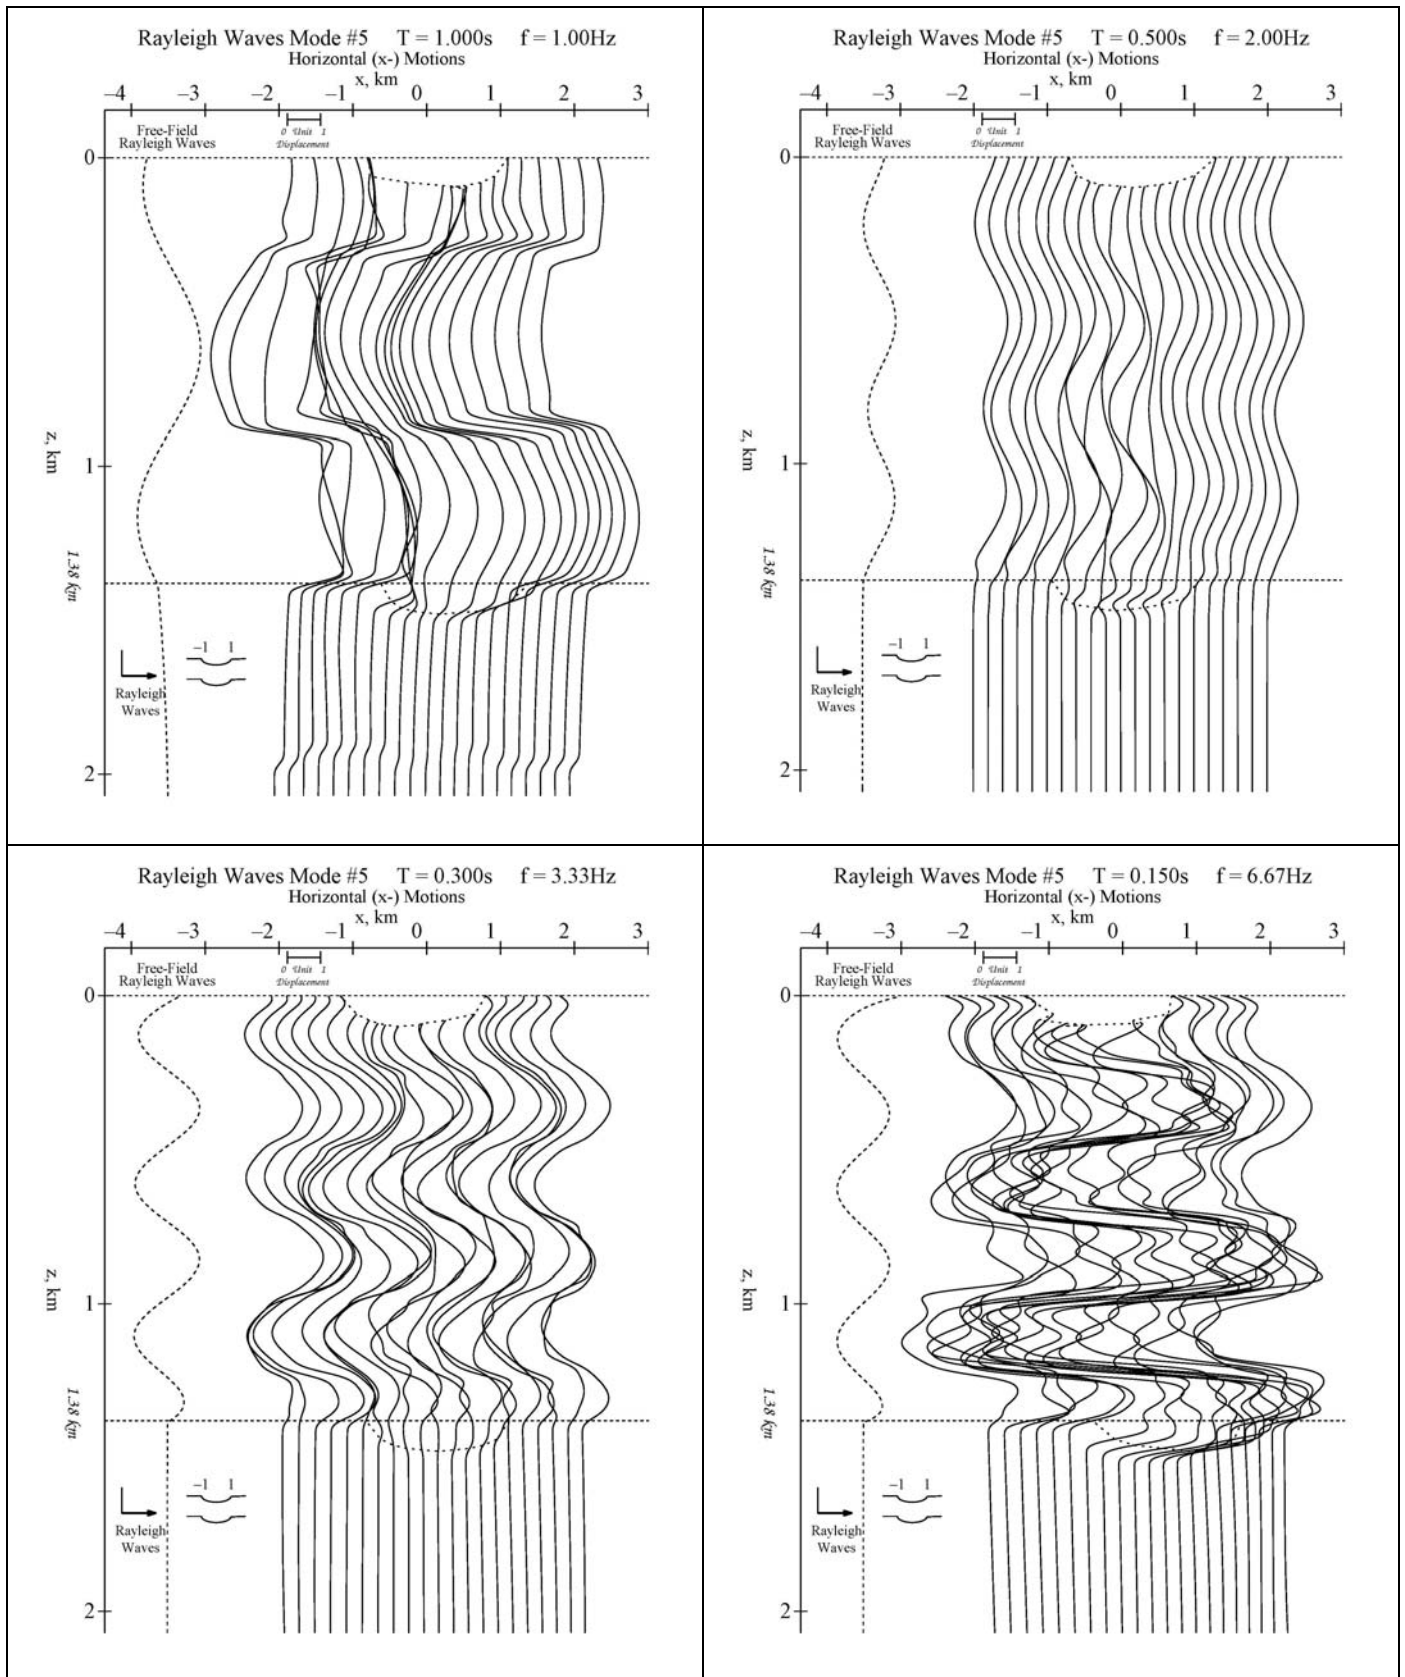 Rayleigh Waves Mode #5 T = 1.000s f = 1.00Hz
Horizontal (x-) Motions
x, km
−4 −3 −2 −1 0 1 2 3
Free-Field
Rayleigh Waves
0 Unit 1
Displacement
0
z, km
1
1.38 km
−1 1
Rayleigh
Waves
2
Rayleigh Waves Mode #5 T = 0.500s f = 2.00Hz
Horizontal (x-) Motions
x, km
−4 −3 −2 −1 0 1 2 3
Free-Field
Rayleigh Waves
0 Unit 1
Displacement
0
z, km
1
1.38 km
−1 1
Rayleigh
Waves
2
Rayleigh Waves Mode #5 T = 0.300s f = 3.33Hz
Horizontal (x-) Motions
x, km
−4 −3 −2 −1 0 1 2 3
Free-Field
Rayleigh Waves
0 Unit 1
Displacement
0
z, km
1
1.38 km
−1 1
Rayleigh
Waves
2
Rayleigh Waves Mode #5 T = 0.150s f = 6.67Hz
Horizontal (x-) Motions
x, km
−4 −3 −2 −1 0 1 2 3
Free-Field
Rayleigh Waves
0 Unit 1
Displacement
0
z, km
1
1.38 km
−1 1
Rayleigh
Waves
2